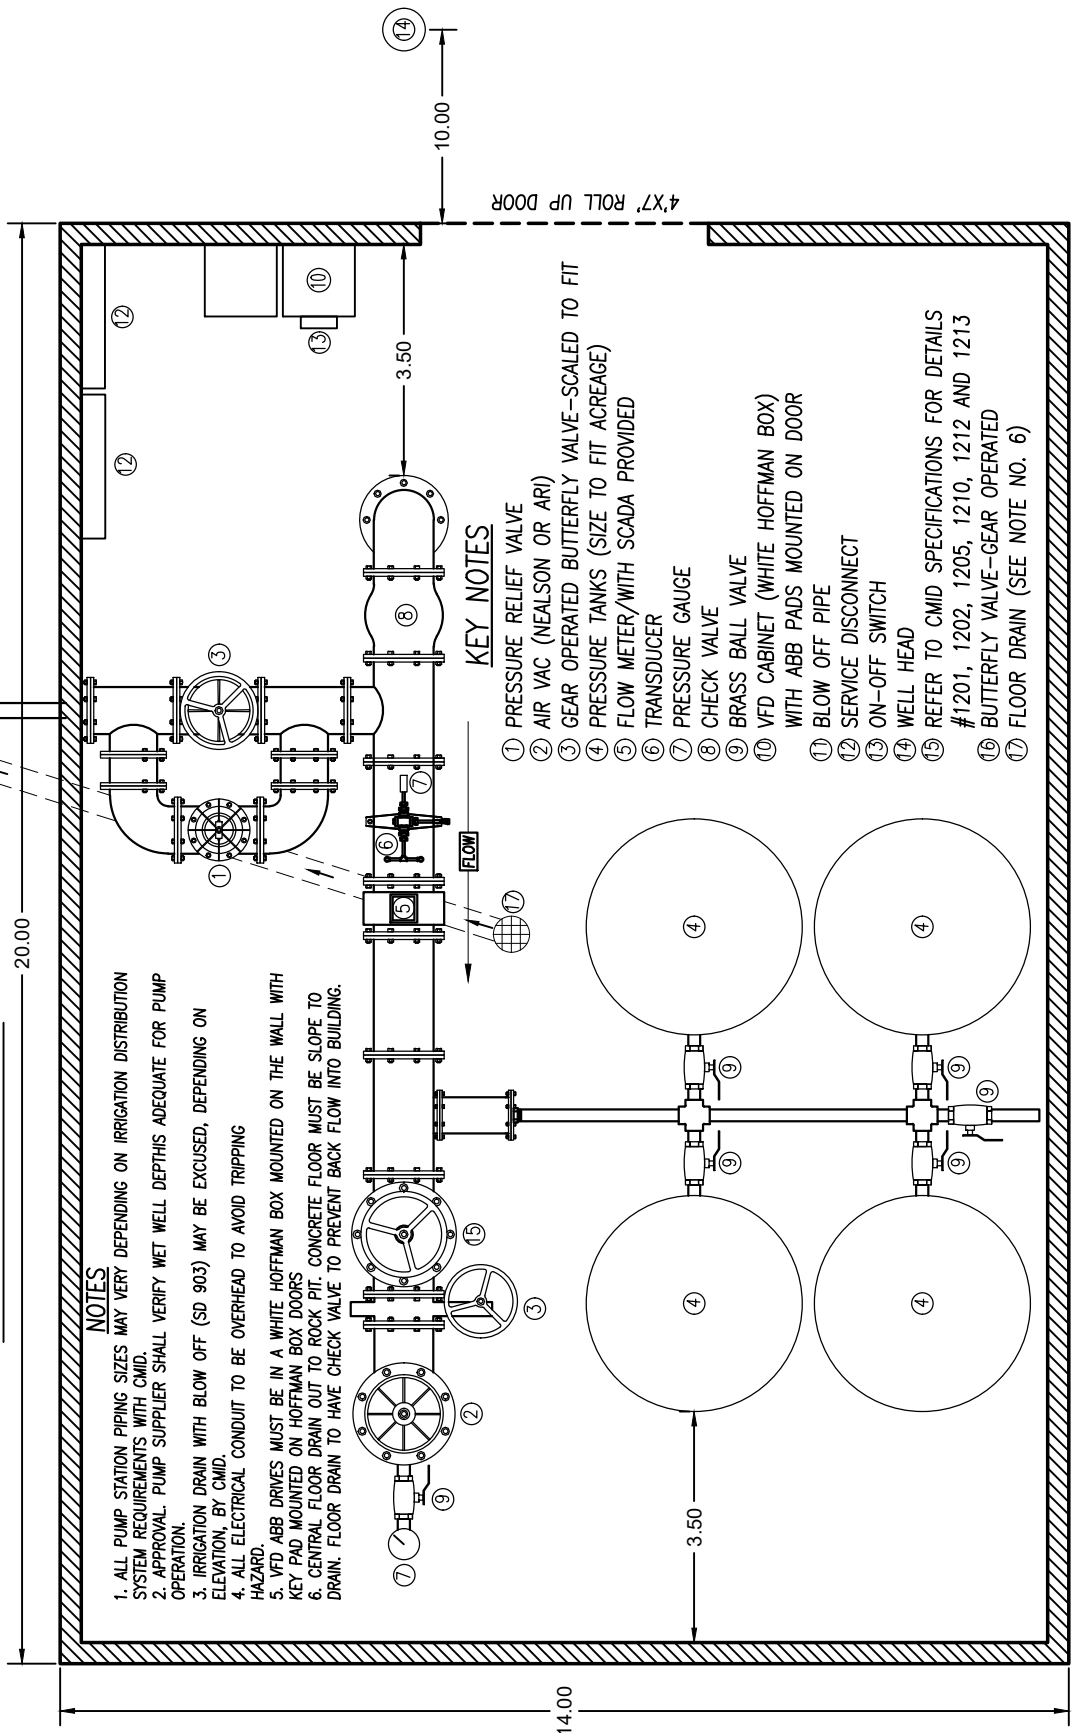 20.00
14.00
10.00
3.50
3.50
4'X7' ROLL UP DOOR
NOTES
1. ALL PUMP STATION PIPING SIZES MAY VERY DEPENDING ON IRRIGATION DISTRIBUTION
SYSTEM REQUIREMENTS WITH CMID.
2. APPROVAL. PUMP SUPPLIER SHALL VERIFY WET WELL DEPTHIS ADEQUATE FOR PUMP
OPERATION.
3. IRRIGATION DRAIN WITH BLOW OFF (SD 903) MAY BE EXCUSED, DEPENDING ON
ELEVATION, BY CMID.
4. ALL ELECTRICAL CONDUIT TO BE OVERHEAD TO AVOID TRIPPING
HAZARD.
5. VFD ABB DRIVES MUST BE IN A WHITE HOFFMAN BOX MOUNTED ON THE WALL WITH
KEY PAD MOUNTED ON HOFFMAN BOX DOORS
6. CENTRAL FLOOR DRAIN OUT TO ROCK PIT. CONCRETE FLOOR MUST BE SLOPE TO
DRAIN. FLOOR DRAIN TO HAVE CHECK VALVE TO PREVENT BACK FLOW INTO BUILDING.
KEY NOTES
1 PRESSURE RELIEF VALVE
2 AIR VAC (NEALSON OR ARI)
3 GEAR OPERATED BUTTERFLY VALVE-SCALED TO FIT
4 PRESSURE TANKS (SIZE TO FIT ACREAGE)
5 FLOW METER/WITH SCADA PROVIDED
6 TRANSDUCER
7 PRESSURE GAUGE
8 CHECK VALVE
9 BRASS BALL VALVE
10 VFD CABINET (WHITE HOFFMAN BOX)
WITH ABB PADS MOUNTED ON DOOR
11 BLOW OFF PIPE
12 SERVICE DISCONNECT
13 ON-OFF SWITCH
14 WELL HEAD
15 REFER TO CMID SPECIFICATIONS FOR DETAILS
#1201, 1202, 1205, 1210, 1212 AND 1213
16 BUTTERFLY VALVE-GEAR OPERATED
17 FLOOR DRAIN (SEE NOTE NO. 6)
FLOW
14
12
12
10
13
3
1
8
7
6
5
17
15
3
2
9
7
4
4
4
4
9
9
9
9
9